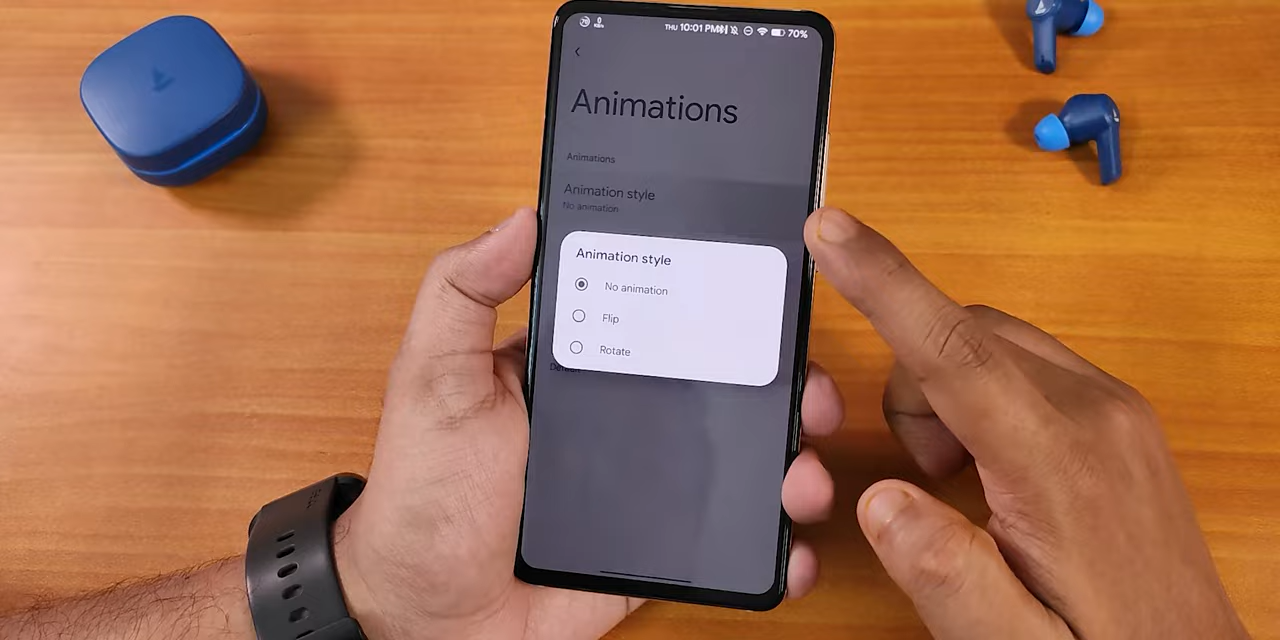 THU 10:01 PM 70%
Animations
Animations
Animation style
No animation
Animation style
No animation
Flip
Rotate